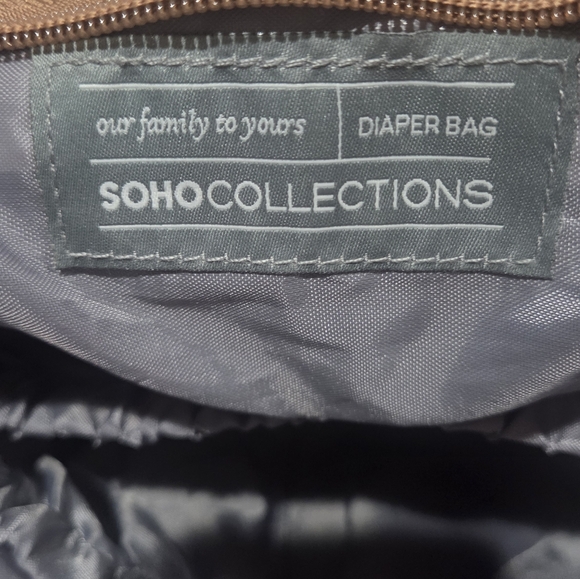 our family to yours DIAPER BAG
SOHOCOLLECTIONS